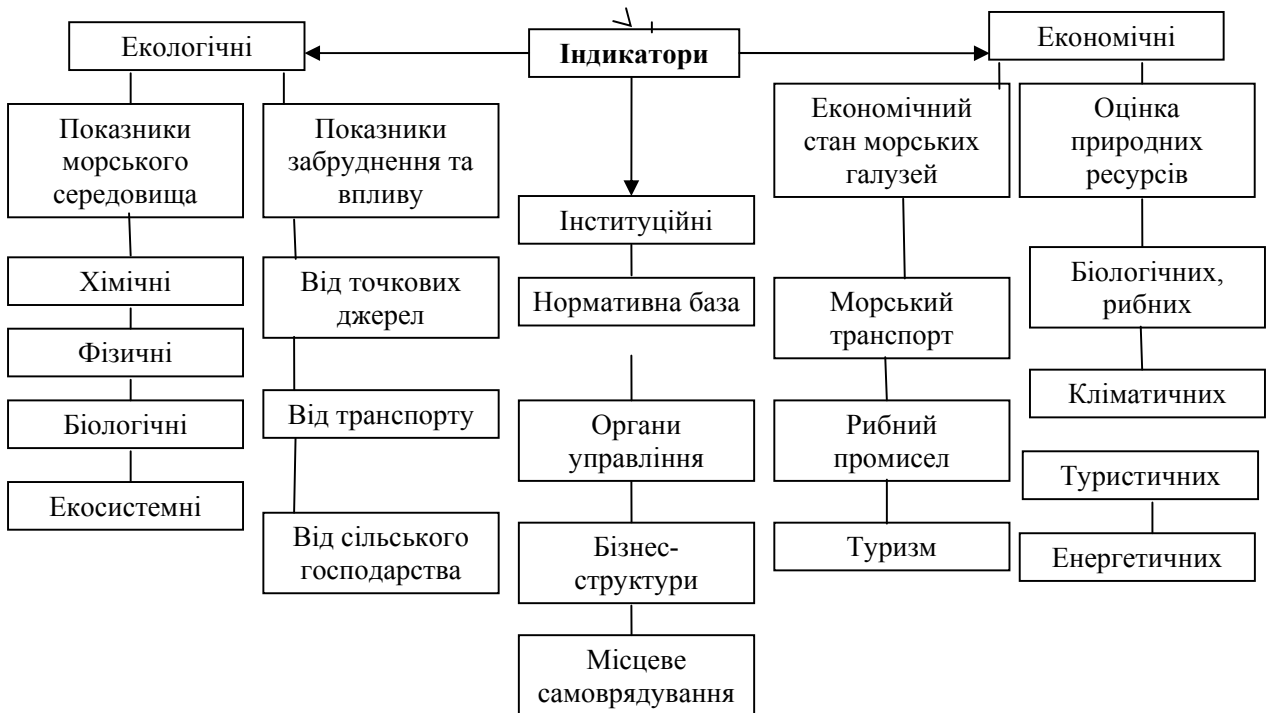 Індикатори
Екологічні
Показники
морського
середовища
Хімічні
Фізичні
Біологічні
Екосистемні
Показники
забруднення та
впливу
Від точкових
джерел
Від транспорту
Від сільського
господарства
Інституційні
Нормативна база
Органи
управління
Бізнес-
структури
Місцеве
самоврядування
Економічні
Економічний
стан морських
галузей
Морський
транспорт
Рибний
промисел
Туризм
Оцінка
природних
ресурсів
Біологічних,
рибних
Кліматичних
Туристичних
Енергетичних